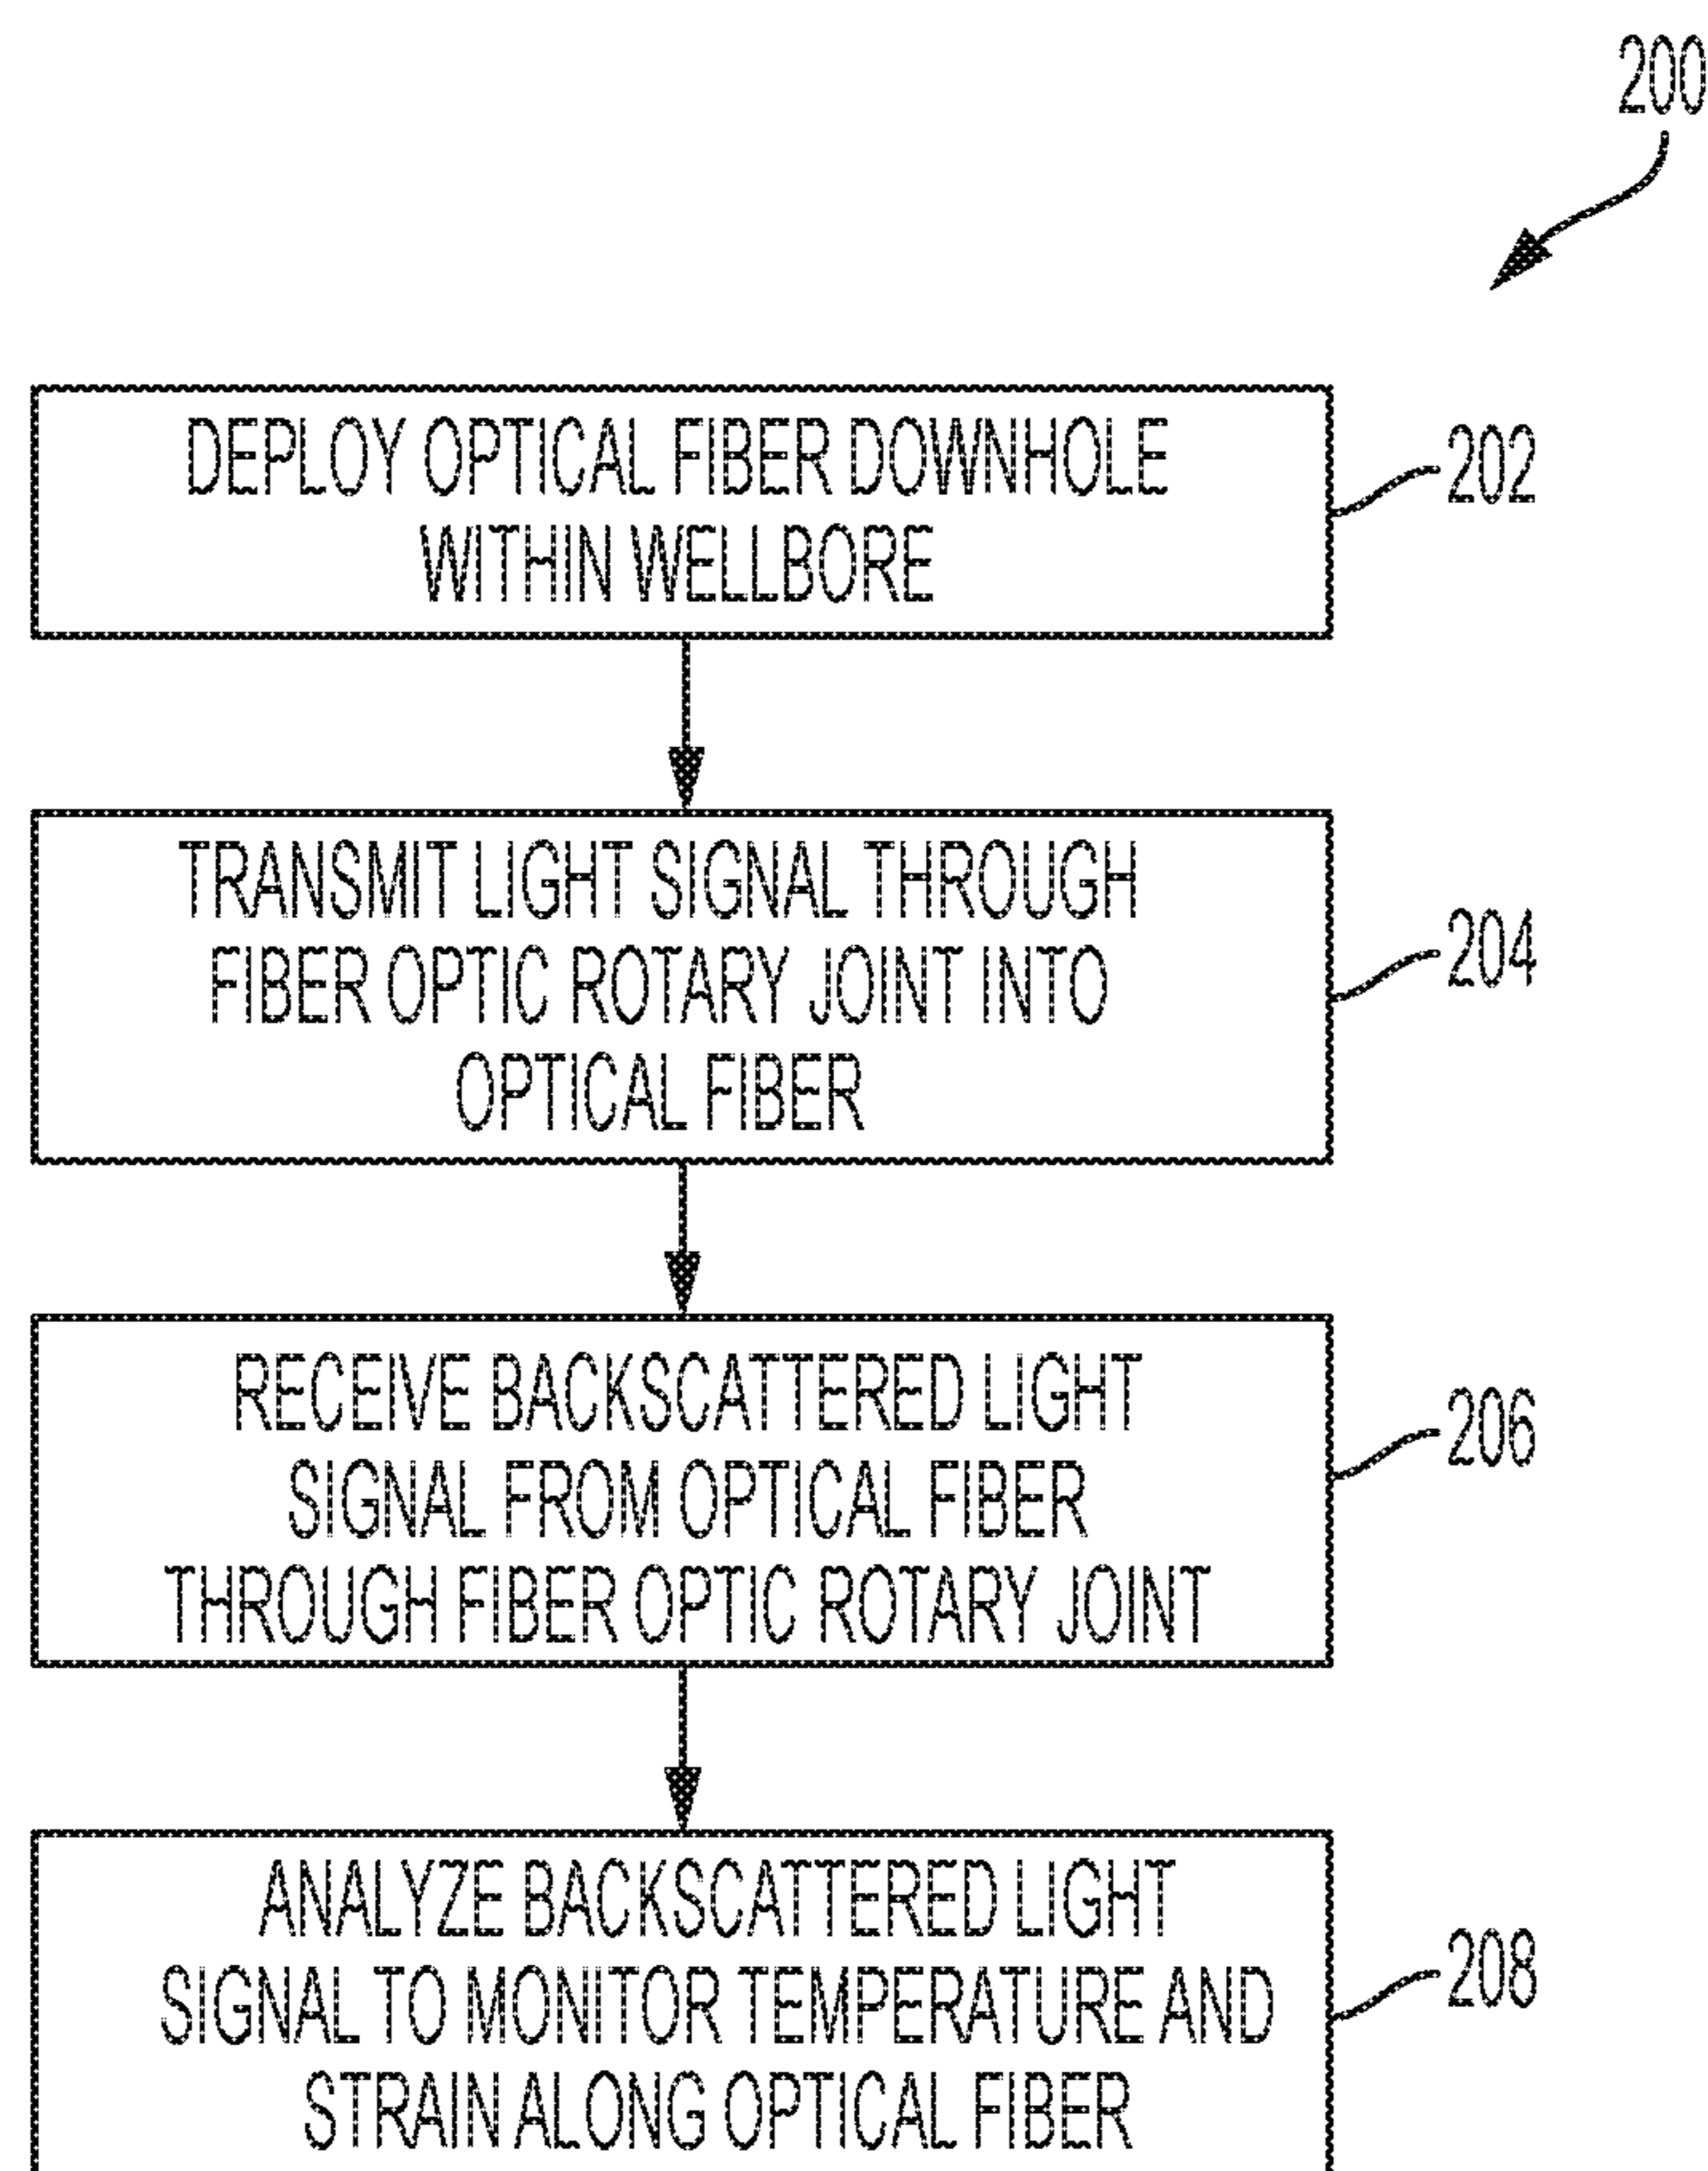 200
DEPLOY OPTICAL FIBER DOWNHOLE
WITHIN WELLBORE
202
TRANSMIT LIGHT SIGNAL THROUGH
FIBER OPTIC ROTARY JOINT INTO
OPTICAL FIBER
204
RECEIVE BACKSCATTERED LIGHT
SIGNAL FROM OPTICAL FIBER
THROUGH FIBER OPTIC ROTARY JOINT
206
ANALYZE BACKSCATTERED LIGHT
SIGNAL TO MONITOR TEMPERATURE AND
STRAIN ALONG OPTICAL FIBER
208